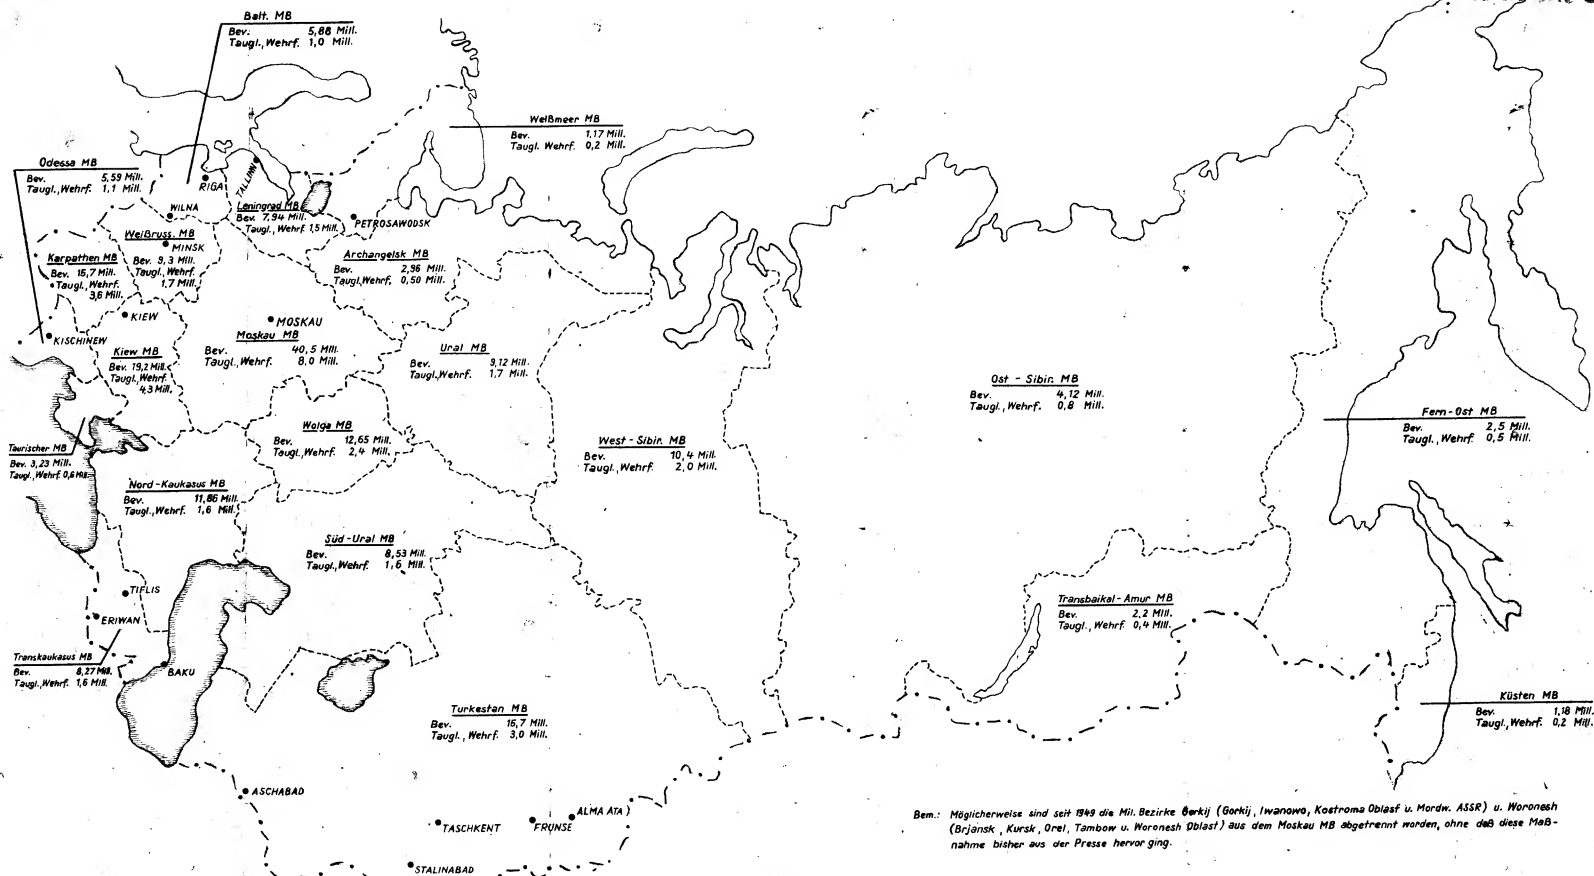 Balt. MB
Bev. 5,88 Mill.
Taugl., Wehrf. 1,0 Mill.
Weißmeer MB
Bev. 1,17 Mill.
Taugl. Wehrf. 0,2 Mill.
Odessa MB
Bev. 5,59 Mill.
Taugl., Wehrf. 1,1 Mill.
RIGA
TALLINN
WILNA
Leningrad MB
Bev. 7,94 Mill.
Taugl., Wehrf. 1,5 Mill.
PETROSAWODSK
Weißruss. MB
MINSK
Bev. 9,3 Mill.
Taugl., Wehrf.
1,7 Mill.
Karpathen MB
Bev. 15,7 Mill.
Taugl., Wehrf.
3,6 Mill.
Archangelsk MB
Bev. 2,96 Mill.
Taugl., Wehrf. 0,50 Mill.
KIEW
MOSKAU
KISCHINEW
Moskau MB
Bev. 40,5 Mill.
Taugl., Wehrf. 8,0 Mill.
Kiew MB
Bev. 19,2 Mill.
Taugl., Wehrf.
4,3 Mill.
Ural MB
Bev. 9,12 Mill.
Taugl., Wehrf. 1,7 Mill.
Ost - Sibir. MB
Bev. 4,12 Mill.
Taugl., Wehrf. 0,8 Mill.
Fern - Ost MB
Bev. 2,5 Mill.
Taugl., Wehrf. 0,5 Mill.
Wolga MB
Bev. 12,65 Mill.
Taugl., Wehrf. 2,4 Mill.
West - Sibir. MB
Bev. 10,4 Mill.
Taugl., Wehrf. 2,0 Mill.
Taurischer MB
Bev. 3,23 Mill.
Taugl., Wehrf. 0,6 Mill.
Nord - Kaukasus MB
Bev. 11,86 Mill.
Taugl., Wehrf. 1,6 Mill.
Süd - Ural MB
Bev. 8,53 Mill.
Taugl., Wehrf. 1,6 Mill.
TIFLIS
ERIWAN
Transbaikal - Amur MB
Bev. 2,2 Mill.
Taugl., Wehrf. 0,4 Mill.
Transkaukasus MB
Bev. 8,27 Mill.
Taugl., Wehrf. 1,6 Mill.
BAKU
Turkestan MB
Bev. 15,7 Mill.
Taugl., Wehrf. 3,0 Mill.
Küsten MB
Bev. 1,18 Mill.
Taugl., Wehrf. 0,2 Mill.
ASCHABAD
TASCHKENT
FRUNSE
ALMA ATA
STALINABAD
Bem.: Möglicherweise sind seit 1949 die Mil. Bezirke Gorkij (Gorkij, Iwanowo, Kostroma Oblast u. Mordw. ASSR) u. Woronesh
(Brjansk, Kursk, Orel, Tambow u. Woronesh Oblast) aus dem Moskau MB abgetrennt worden, ohne daß diese Maß-
nahme bisher aus der Presse hervor ging.